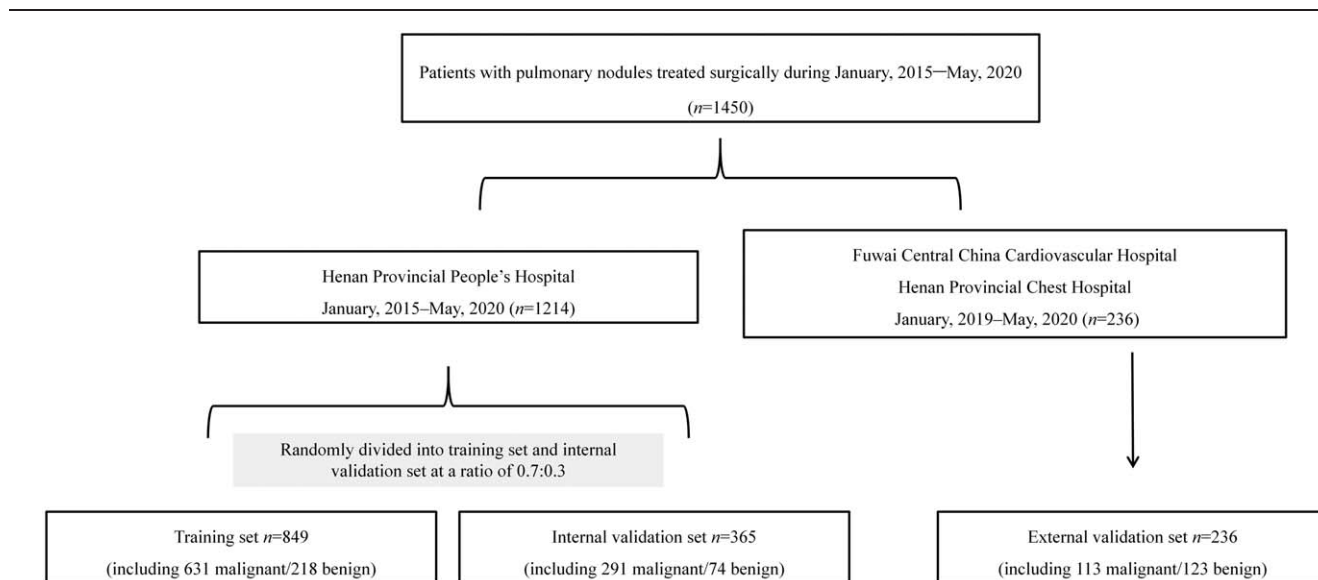 Patients with pulmonary nodules treated surgically during January, 2015—May, 2020
(n=1450)
Henan Provincial People’s Hospital
January, 2015–May, 2020 (n=1214)
Fuwai Central China Cardiovascular Hospital
Henan Provincial Chest Hospital
January, 2019–May, 2020 (n=236)
Randomly divided into training set and internal
validation set at a ratio of 0.7:0.3
Training set n=849
(including 631 malignant/218 benign)
Internal validation set n=365
(including 291 malignant/74 benign)
External validation set n=236
(including 113 malignant/123 benign)